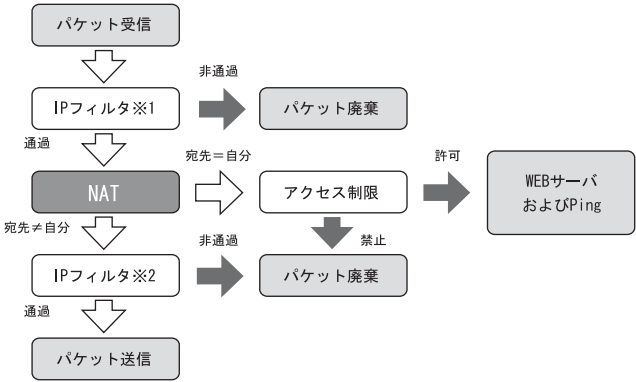 パケット受信
非通過
IPフィルタ※1
パケット廃棄
通過
宛先＝自分
許可
NAT
アクセス制限
WEBサーバ
およびPing
宛先≠自分
非通過
禁止
IPフィルタ※2
パケット廃棄
通過
パケット送信